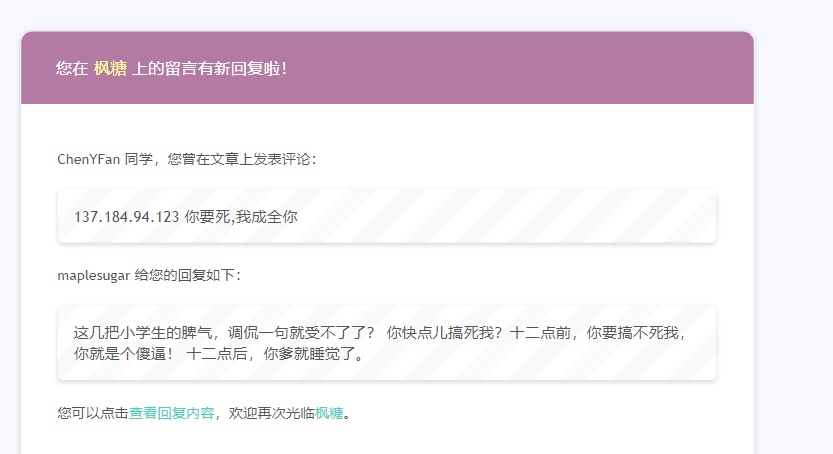 您在 枫糖 上的留言有新回复啦！
ChenYFan 同学，您曾在文章上发表评论：
137.184.94.123 你要死,我成全你
maplesugar 给您的回复如下：
这几把小学生的脾气，调侃一句就受不了了？ 你快点儿搞死我？十二点前，你要搞不死我，
你就是个傻逼！ 十二点后，你爹就睡觉了。
您可以点击查看回复内容，欢迎再次光临枫糖。